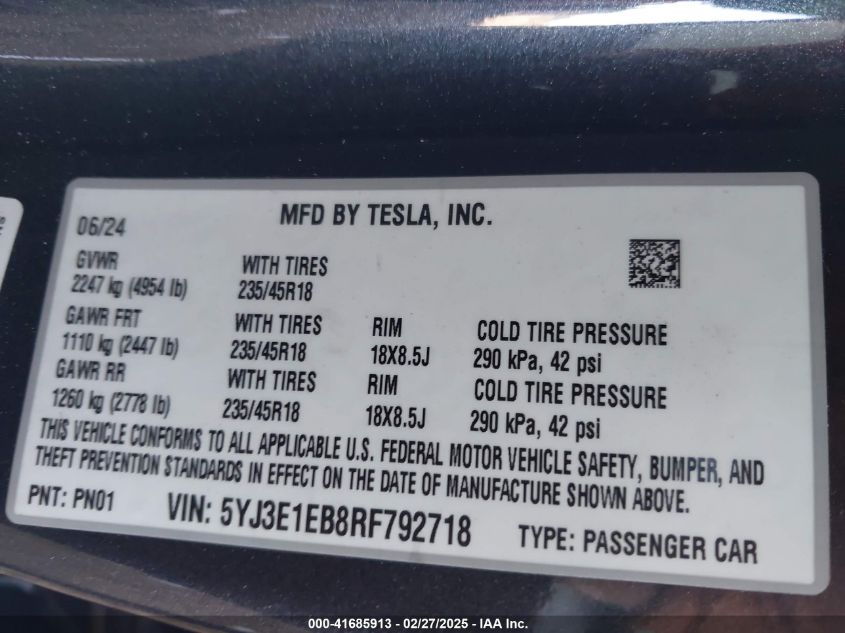 MFD BY TESLA, INC.
06/24
GVWR
2247 kg (4954 lb)
WITH TIRES
235/45R18
GAWR FRT
1110 kg (2447 lb)
WITH TIRES
235/45R18
RIM
18X8.5J
COLD TIRE PRESSURE
290 kPa, 42 psi
GAWR RR
1260 kg (2778 lb)
WITH TIRES
235/45R18
RIM
18X8.5J
COLD TIRE PRESSURE
290 kPa, 42 psi
THIS VEHICLE CONFORMS TO ALL APPLICABLE U.S. FEDERAL MOTOR VEHICLE SAFETY, BUMPER, AND
THEFT PREVENTION STANDARDS IN EFFECT ON THE DATE OF MANUFACTURE SHOWN ABOVE.
PNT: PN01
VIN: 5YJ3E1EB8RF792718
TYPE: PASSENGER CAR
000-41685913 - 02/27/2025 - IAA Inc.